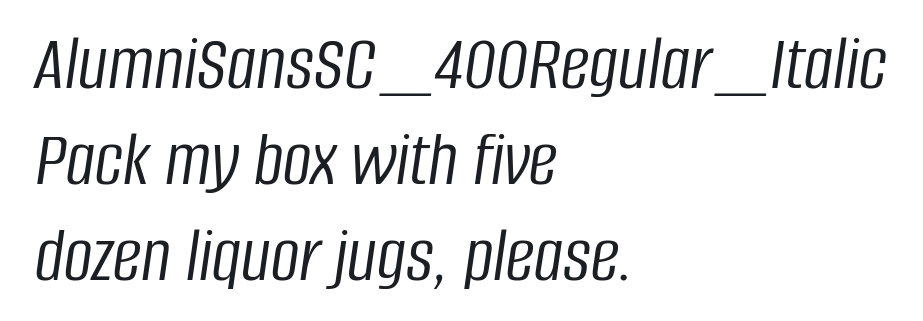 AlumniSansSC__400Regular__Italic
Pack my box with five
dozen liquor jugs, please.